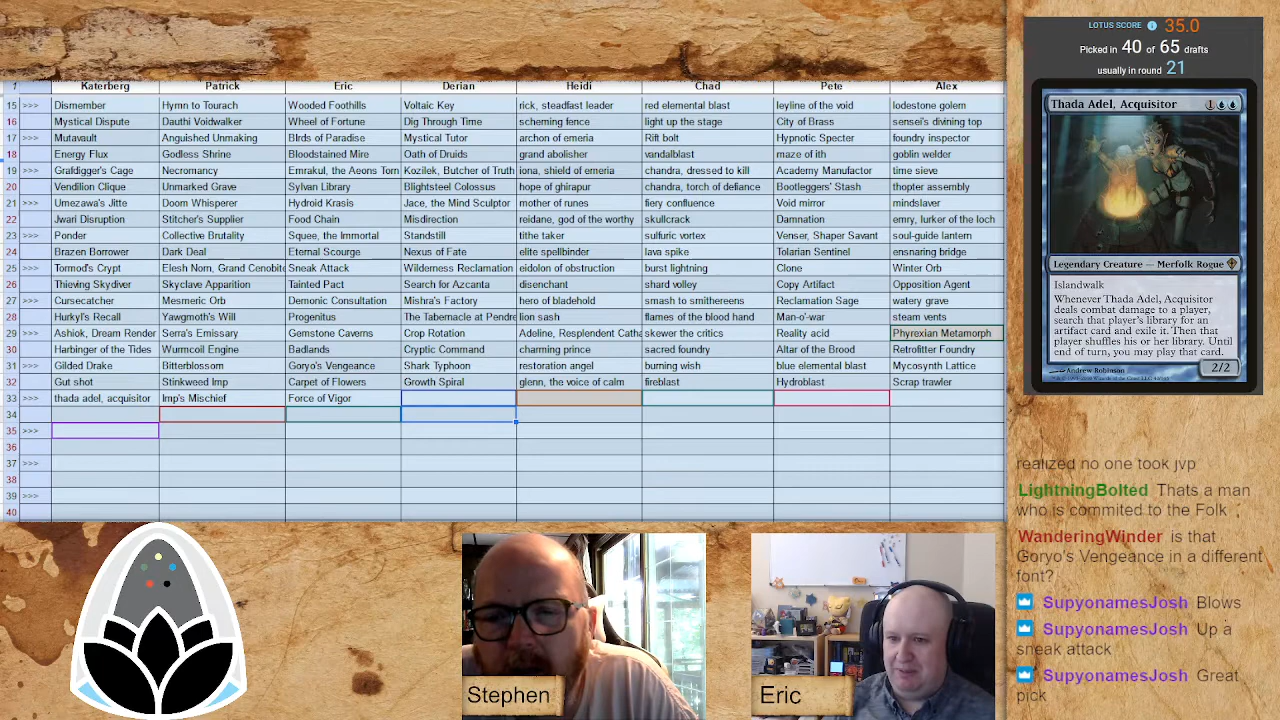 Katerberg Patrick Eric Derian Heidi Chad Pete Alex
15 >>> Dismember Hymn to Tourach Wooded Foothills Voltaic Key rick, steadfast leader red elemental blast leyline of the void lodestone golem
16 Mystical Dispute Dauthi Voidwalker Wheel of Fortune Dig Through Time scheming fence light up the stage City of Brass sensei's divining top
17 >>> Mutavault Anguished Unmaking BIrds of Paradise Mystical Tutor archon of emeria Rift bolt Hypnotic Specter foundry inspector
18 Energy Flux Godless Shrine Bloodstained Mire Oath of Druids grand abolisher vandalblast maze of ith goblin welder
19 >>> Grafdigger's Cage Necromancy Emrakul, the Aeons Torn Kozilek, Butcher of Truth iona, shield of emeria chandra, dressed to kill Academy Manufactor time sieve
20 Vendilion Clique Unmarked Grave Sylvan Library Blightsteel Colossus hope of ghirapur chandra, torch of defiance Bootleggers' Stash thopter assembly
21 >>> Umezawa's Jitte Doom Whisperer Hydroid Krasis Jace, the Mind Sculptor mother of runes fiery confluence Void mirror mindslaver
22 Jwari Disruption Stitcher's Supplier Food Chain Misdirection reidane, god of the worthy skullcrack Damnation emry, lurker of the loch
23 >>> Ponder Collective Brutality Squee, the Immortal Standstill tithe taker sulfuric vortex Venser, Shaper Savant soul-guide lantern
24 Brazen Borrower Dark Deal Eternal Scourge Nexus of Fate elite spellbinder lava spike Tolarian Sentinel ensnaring bridge
25 >>> Tormod's Crypt Elesh Norn, Grand Cenobite Sneak Attack Wilderness Reclamation eidolon of obstruction burst lightning Clone Winter Orb
26 Thieving Skydiver Skyclave Apparition Tainted Pact Search for Azcanta disenchant shard volley Copy Artifact Opposition Agent
27 >>> Cursecatcher Mesmeric Orb Demonic Consultation Mishra's Factory hero of bladehold smash to smithereens Reclamation Sage watery grave
28 Hurkyl's Recall Yawgmoth's Will Progenitus The Tabernacle at Pendre lion sash flames of the blood hand Man-o'-war steam vents
29 >>> Ashiok, Dream Render Serra's Emissary Gemstone Caverns Crop Rotation Adeline, Resplendent Catha skewer the critics Reality acid Phyrexian Metamorph
30 Harbinger of the Tides Wurmcoil Engine Badlands Cryptic Command charming prince sacred foundry Altar of the Brood Retrofitter Foundry
31 >>> Gilded Drake Bitterblossom Goryo's Vengeance Shark Typhoon restoration angel burning wish blue elemental blast Mycosynth Lattice
32 Gut shot Stinkweed Imp Carpet of Flowers Growth Spiral glenn, the voice of calm fireblast Hydroblast Scrap trawler
33 >>> thada adel, acquisitor Imp's Mischief Force of Vigor
34
35 >>>
36
37 >>>
38
39 >>>
40
LOTUS SCORE i 35.0
Picked in 40 of 65 drafts
usually in round 21
Thada Adel, Acquisitor 1
Legendary Creature — Merfolk Rogue
Islandwalk
Whenever Thada Adel, Acquisitor
deals combat damage to a player,
search that player's library for an
artifact card and exile it. Then that
player shuffles his or her library. Until
end of turn, you may play that card.
Andrew Robinson
2/2
realized no one took jvp
LightningBolted Thats a man
who is commited to the Folk
WanderingWinder is that
Goryo's Vengeance in a different
font?
SupyonamesJosh Blows
SupyonamesJosh Up a
sneak attack
SupyonamesJosh Great
pick
Stephen
Eric